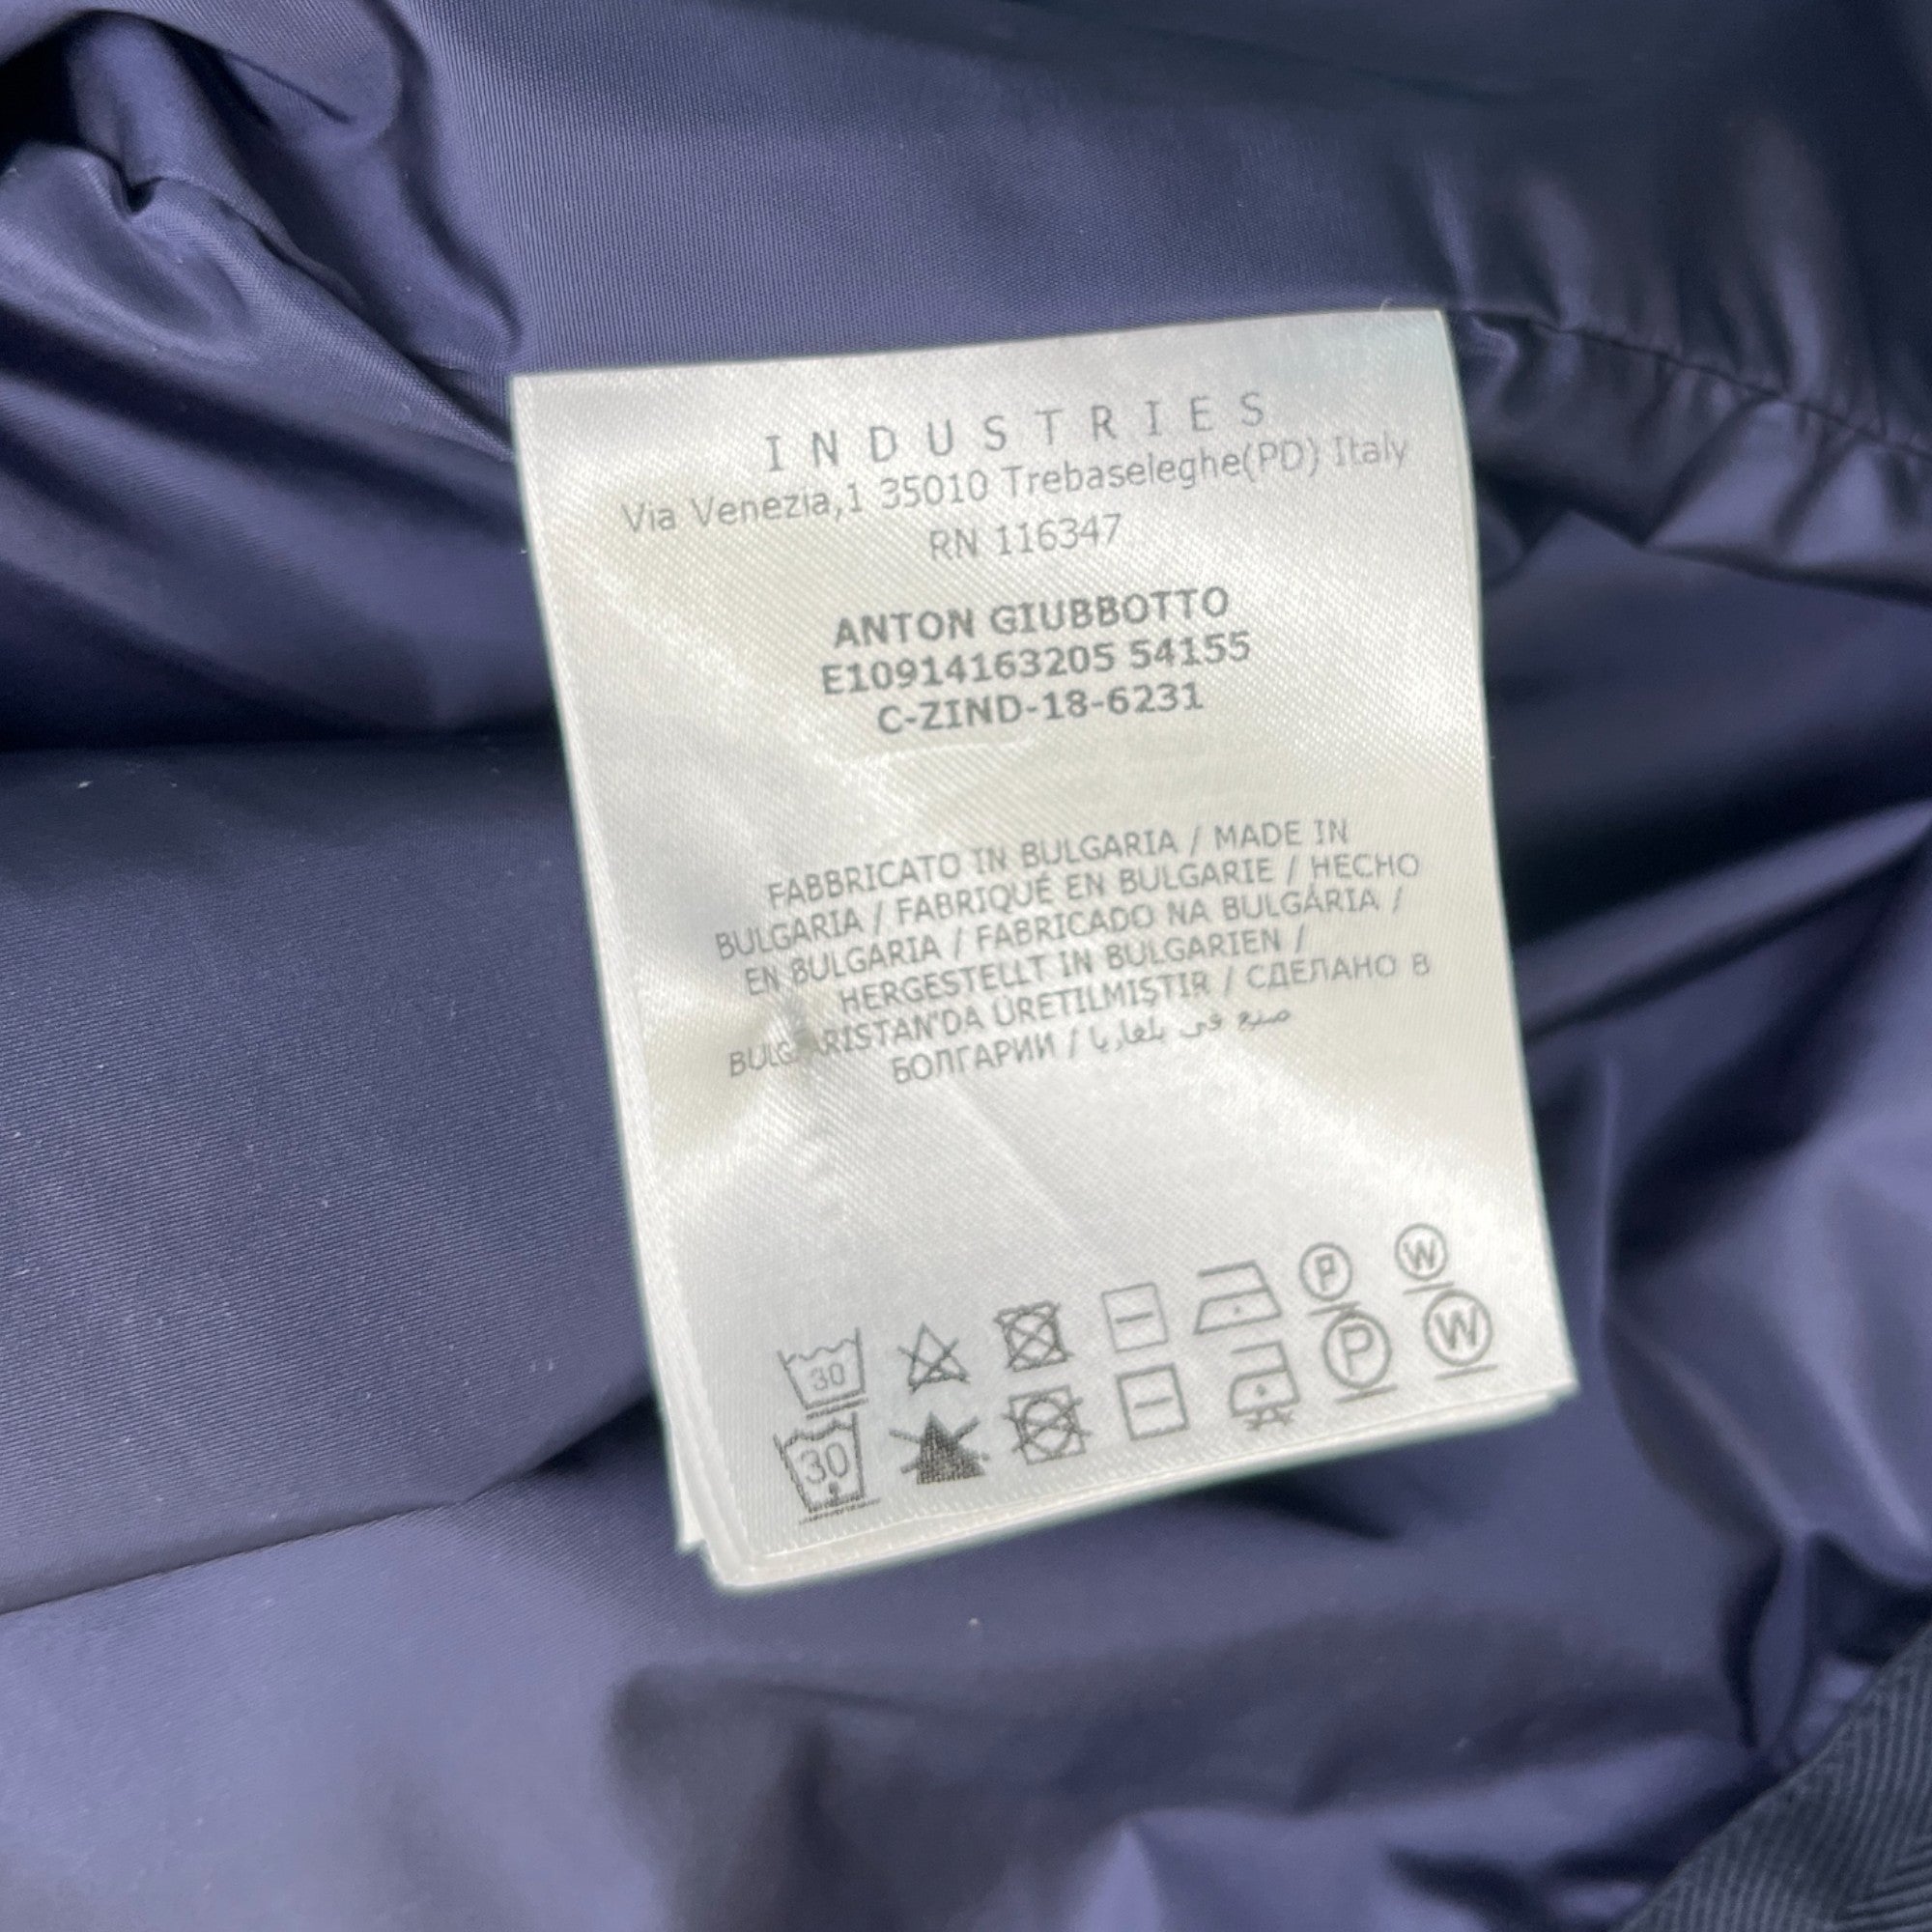 INDUSTRIES
Via Venezia,1 35010 Trebaseleghe(PD) Italy
RN 116347
ANTON GIUBBOTTO
E10914163205 54155
C-ZIND-18-6231
FABBRICATO IN BULGARIA / MADE IN
BULGARIA / FABRIQUÉ EN BULGARIE / HECHO
EN BULGARIA / FABRICADO NA BULGÁRIA /
HERGESTELLT IN BULGARIEN /
BULGARISTAN'DA ÜRETILMIŞTIR / СДЕЛАНО В
БОЛГАРИИ / صنع في بلغاريا
30 P W
30 P W